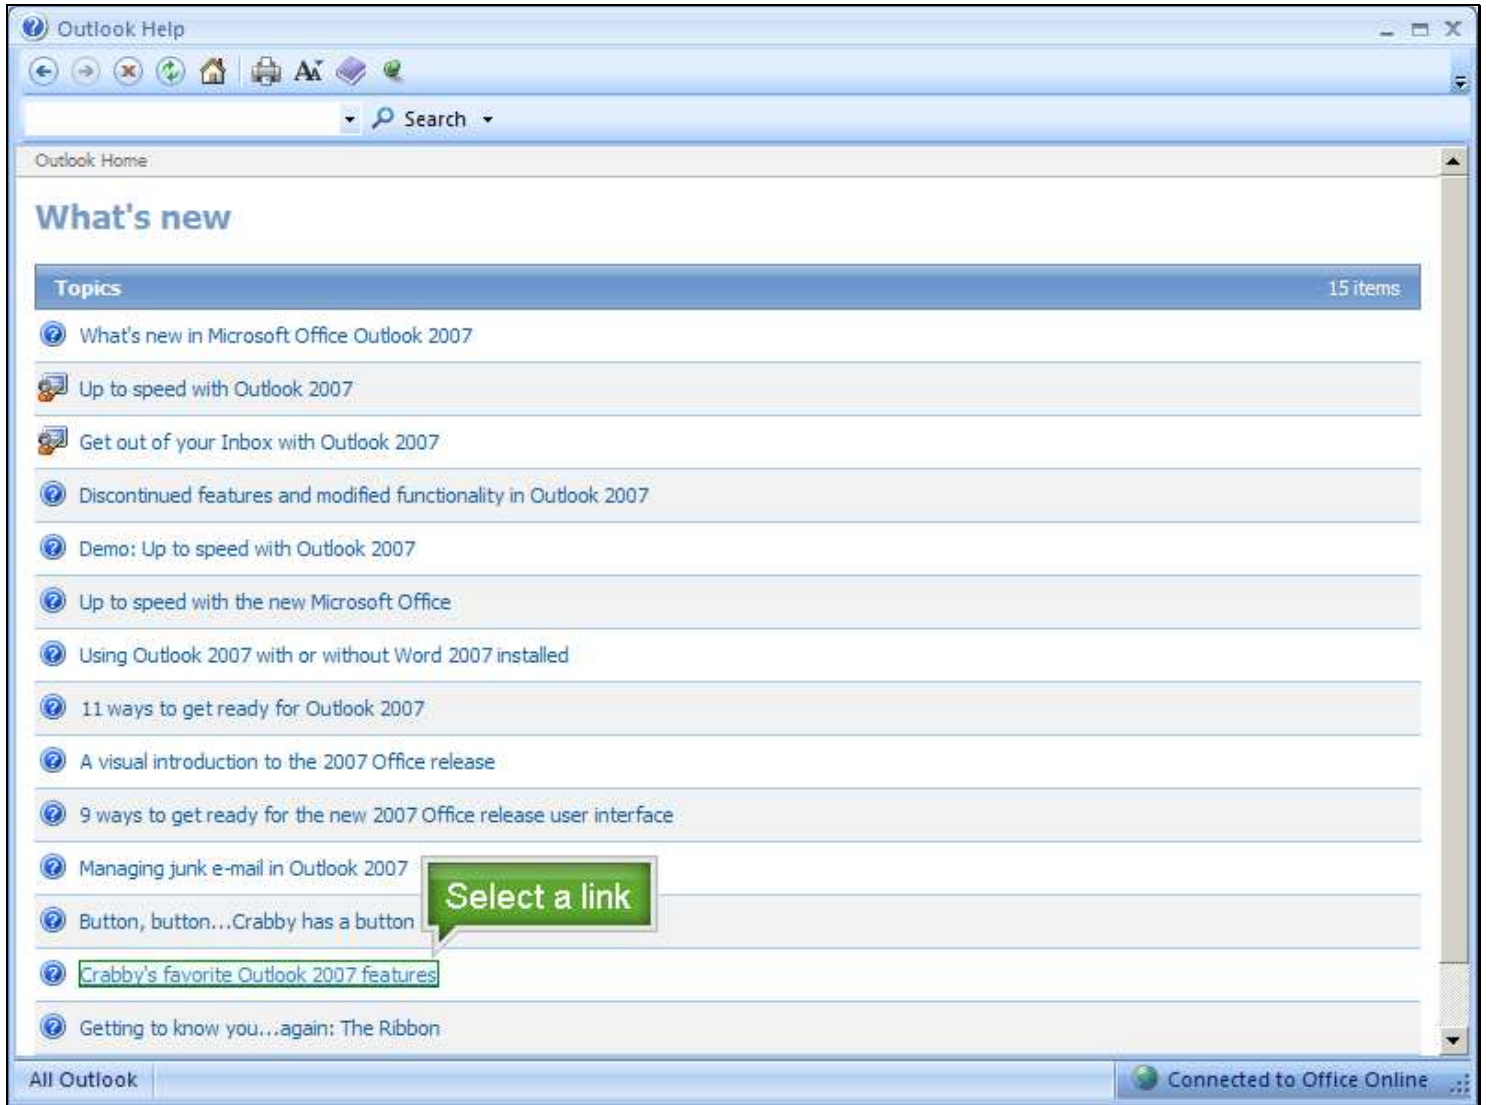 Outlook Help
Search
Outlook Home
What's new
Topics 15 items
What's new in Microsoft Office Outlook 2007
Up to speed with Outlook 2007
Get out of your Inbox with Outlook 2007
Discontinued features and modified functionality in Outlook 2007
Demo: Up to speed with Outlook 2007
Up to speed with the new Microsoft Office
Using Outlook 2007 with or without Word 2007 installed
11 ways to get ready for Outlook 2007
A visual introduction to the 2007 Office release
9 ways to get ready for the new 2007 Office release user interface
Managing junk e-mail in Outlook 2007
Select a link
Button, button...Crabby has a button
Crabby's favorite Outlook 2007 features
Getting to know you...again: The Ribbon
All Outlook Connected to Office Online